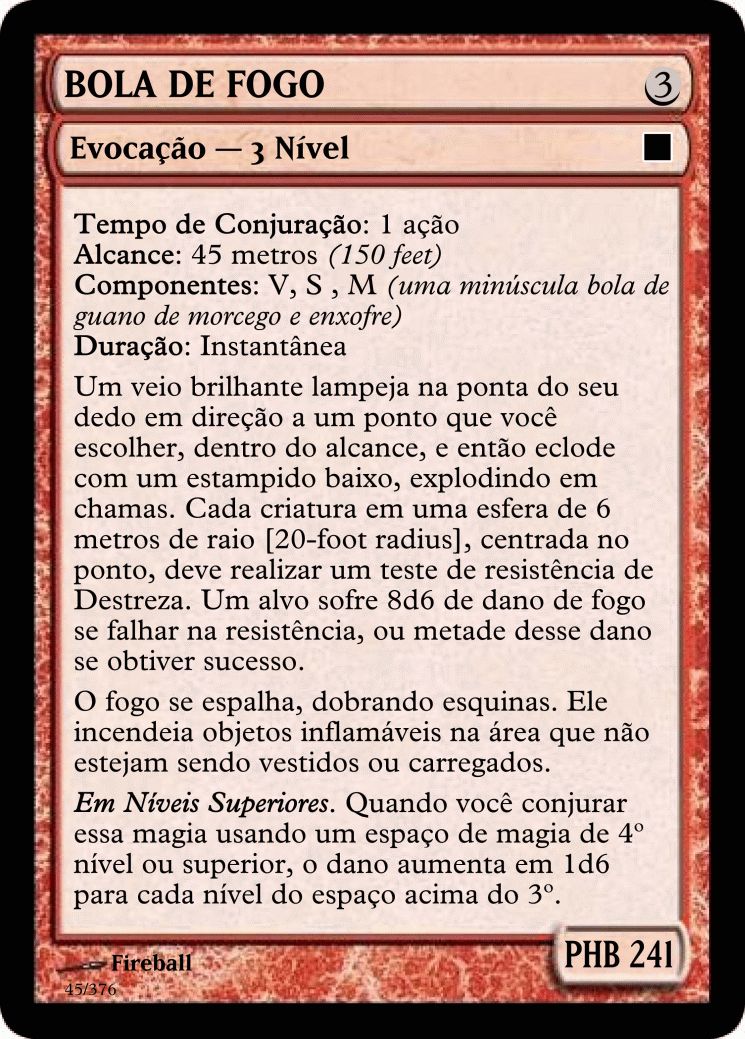 BOLA DE FOGO
3
Evocação — 3 Nível
Tempo de Conjuração: 1 ação
Alcance: 45 metros (150 feet)
Componentes: V, S , M (uma minúscula bola de
guano de morcego e enxofre)
Duração: Instantânea
Um veio brilhante lampeja na ponta do seu
dedo em direção a um ponto que você
escolher, dentro do alcance, e então eclode
com um estampido baixo, explodindo em
chamas. Cada criatura em uma esfera de 6
metros de raio [20-foot radius], centrada no
ponto, deve realizar um teste de resistência de
Destreza. Um alvo sofre 8d6 de dano de fogo
se falhar na resistência, ou metade desse dano
se obtiver sucesso.
O fogo se espalha, dobrando esquinas. Ele
incendeia objetos inflamáveis na área que não
estejam sendo vestidos ou carregados.
Em Níveis Superiores. Quando você conjurar
essa magia usando um espaço de magia de 4º
nível ou superior, o dano aumenta em 1d6
para cada nível do espaço acima do 3º.
PHB 241
Fireball
45/376